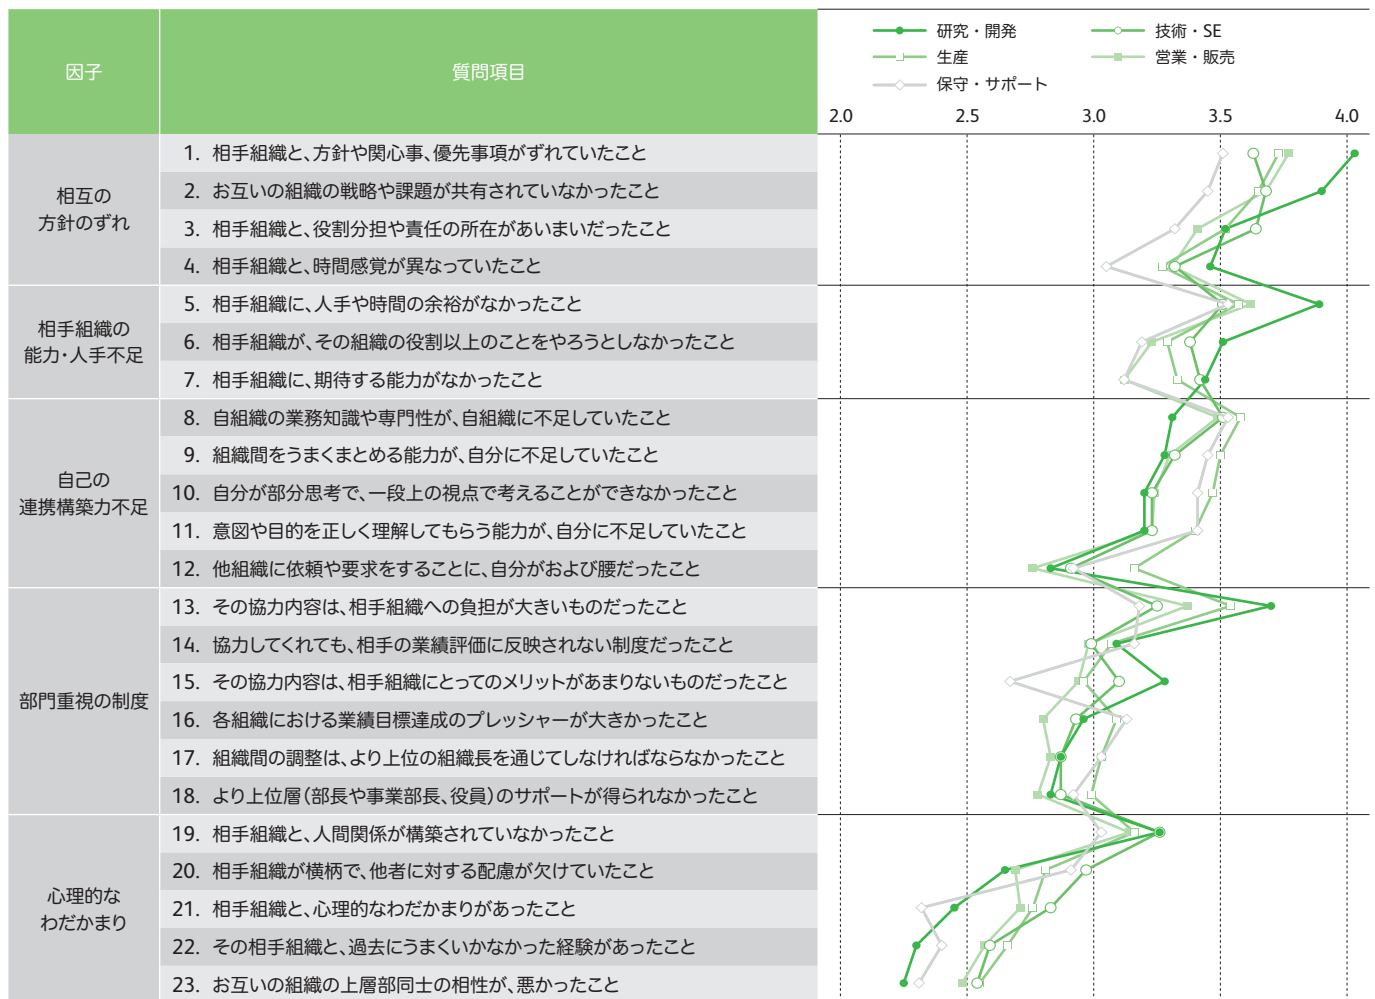 因子
質問項目
研究・開発
技術・SE
生産
営業・販売
保守・サポート
2.0
2.5
3.0
3.5
4.0
相互の
方針のずれ
1. 相手組織と、方針や関心事、優先事項がずれていたこと
2. お互いの組織の戦略や課題が共有されていなかったこと
3. 相手組織と、役割分担や責任の所在があいまいだったこと
4. 相手組織と、時間感覚が異なっていたこと
相手組織の
能力・人手不足
5. 相手組織に、人手や時間の余裕がなかったこと
6. 相手組織が、その組織の役割以上のことをやろうとしなかったこと
7. 相手組織に、期待する能力がなかったこと
自己の
連携構築力不足
8. 自組織の業務知識や専門性が、自組織に不足していたこと
9. 組織間をうまくまとめる能力が、自分に不足していたこと
10. 自分が部分思考で、一段上の視点で考えることができなかったこと
11. 意図や目的を正しく理解してもらう能力が、自分に不足していたこと
12. 他組織に依頼や要求をすることに、自分がおよび腰だったこと
部門重視の制度
13. その協力内容は、相手組織への負担が大きいものだったこと
14. 協力してくれても、相手の業績評価に反映されない制度だったこと
15. その協力内容は、相手組織にとってのメリットがあまりないものだったこと
16. 各組織における業績目標達成のプレッシャーが大きかったこと
17. 組織間の調整は、より上位の組織長を通じてしなければならなかったこと
18. より上位層（部長や事業部長、役員）のサポートが得られなかったこと
心理的な
わだかまり
19. 相手組織と、人間関係が構築されていなかったこと
20. 相手組織が横柄で、他者に対する配慮が欠けていたこと
21. 相手組織と、心理的なわだかまりがあったこと
22. その相手組織と、過去にうまくいかなかった経験があったこと
23. お互いの組織の上層部同士の相性が、悪かったこと